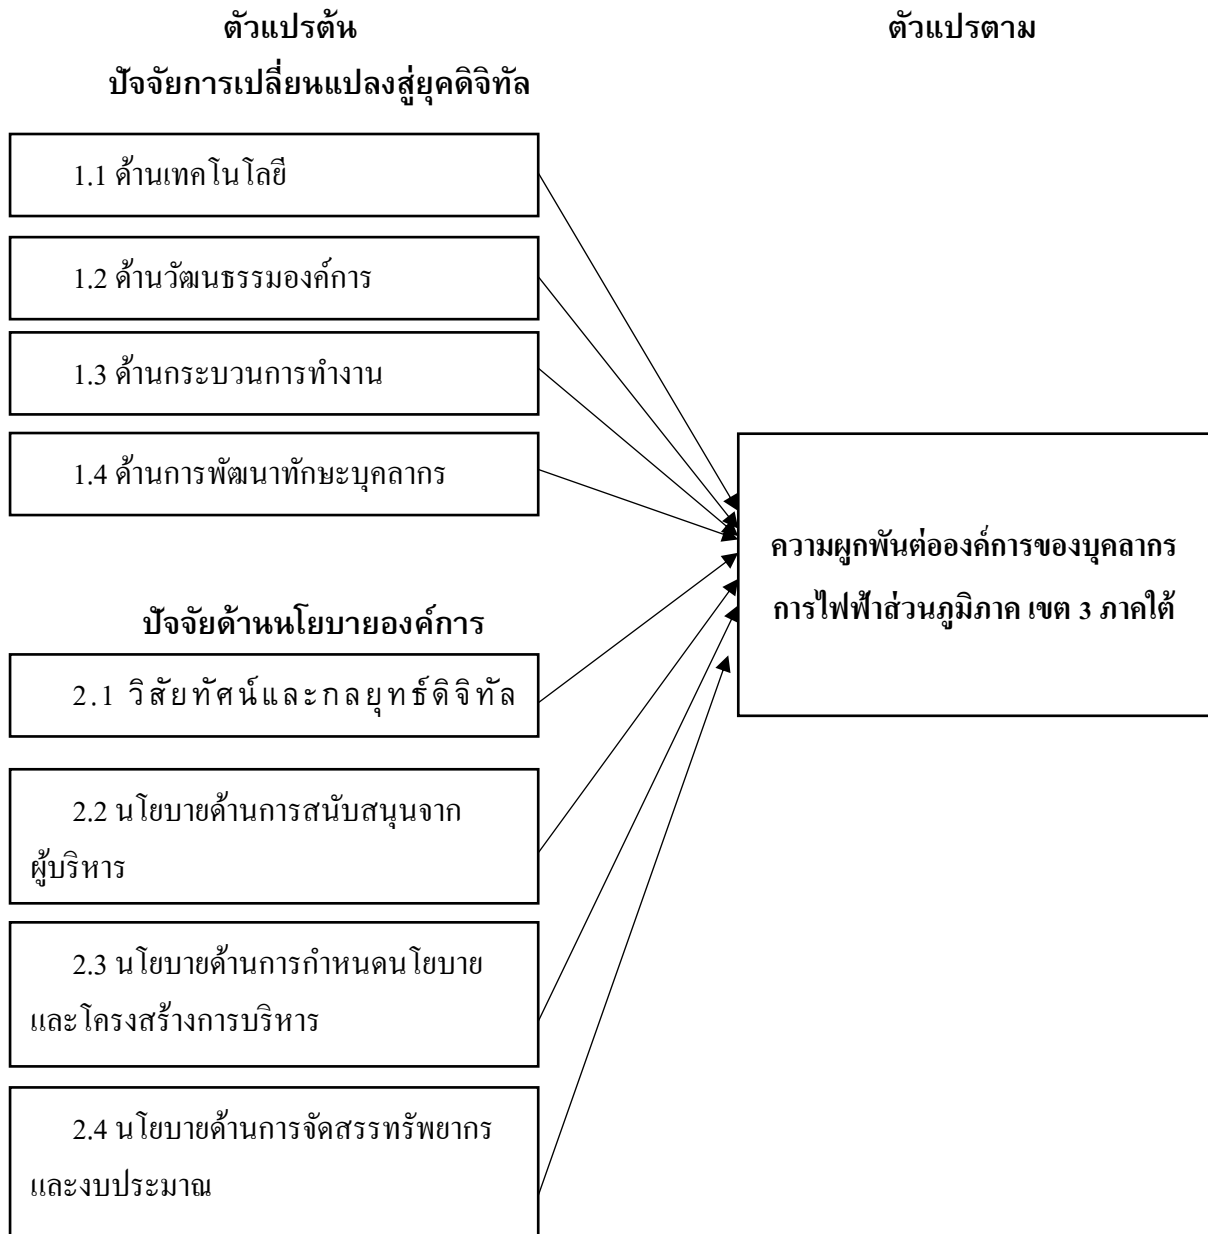 ตัวแปรต้น
ตัวแปรตาม
ปัจจัยการเปลี่ยนแปลงสู่ยุคดิจิทัล
1.1 ด้านเทคโนโลยี
1.2 ด้านวัฒนธรรมองค์การ
1.3 ด้านกระบวนการทำงาน
1.4 ด้านการพัฒนาทักษะบุคลากร
ความผูกพันต่อองค์การของบุคลากร
การไฟฟ้าส่วนภูมิภาค เขต 3 ภาคใต้
ปัจจัยด้านนโยบายองค์การ
2.1 วิสัยทัศน์และกลยุทธ์ดิจิทัล
2.2 นโยบายด้านการสนับสนุนจาก
ผู้บริหาร
2.3 นโยบายด้านการกำหนดนโยบาย
และโครงสร้างการบริหาร
2.4 นโยบายด้านการจัดสรรทรัพยากร
และงบประมาณ